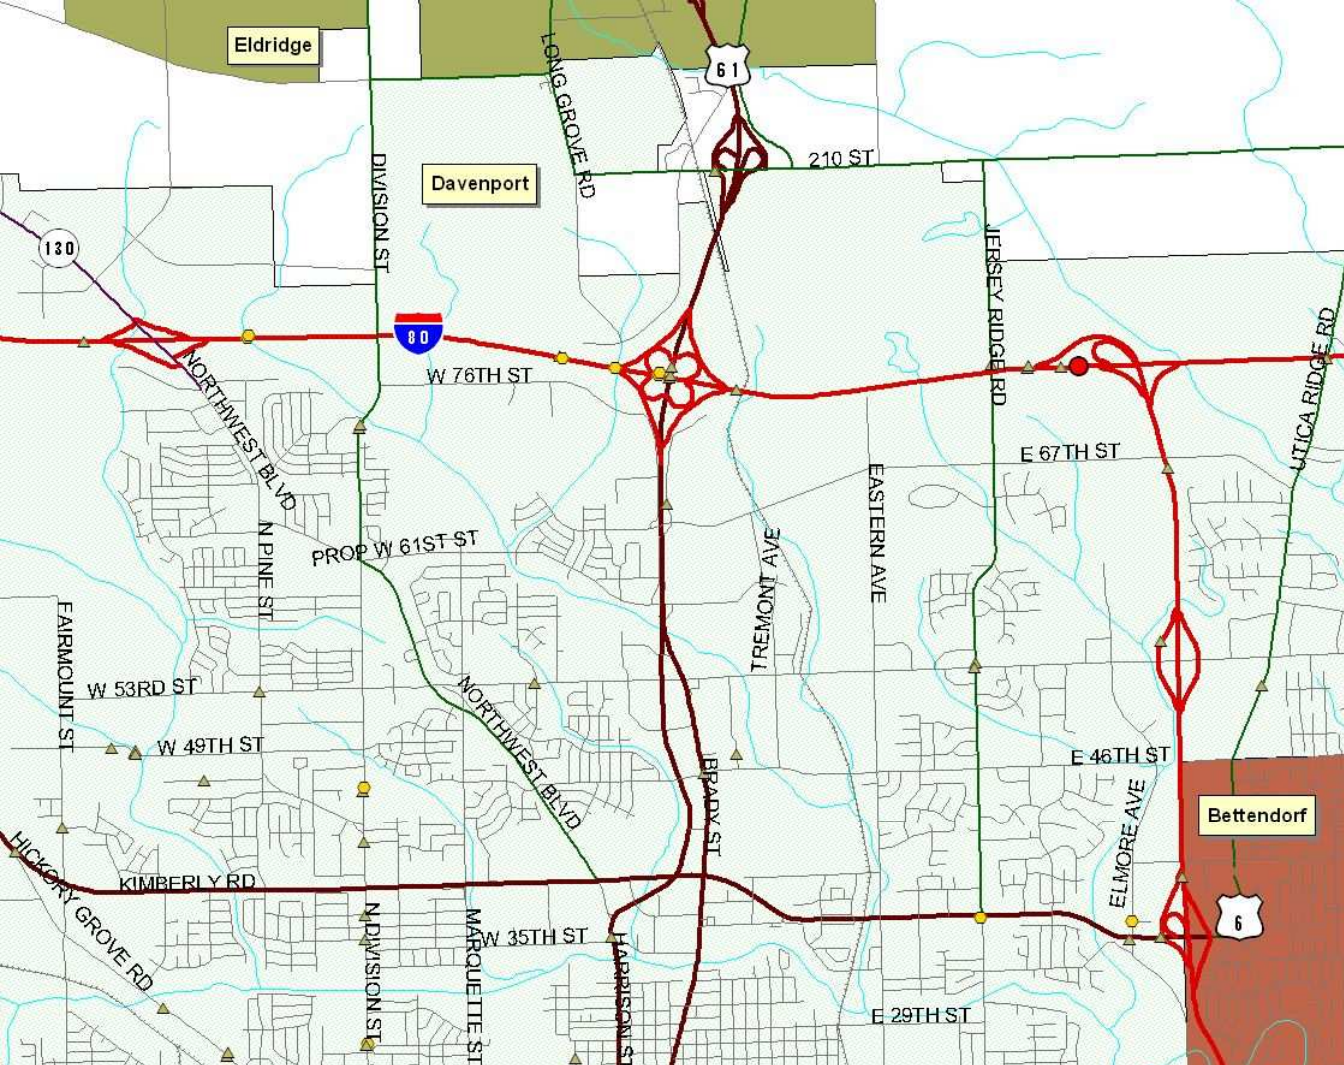 Eldridge
LONG GROVE RD
61
210 ST
DIVISION ST
Davenport
130
JERSEY RIDGE RD
80
UTICA RIDGE RD
W 76TH ST
NORTHWEST BLVD
E 67TH ST
EASTERN AVE
N PINE ST
PROP W 61ST ST
TREMONT AVE
FAIRMOUNT ST
W 53RD ST
NORTHWEST BLVD
W 49TH ST
E 46TH ST
BRADY ST
ELMORE AVE
Bettendorf
HICKORY GROVE RD
KIMBERLY RD
N DIVISION ST
MARQUETTE ST
W 35TH ST
HARRISON ST
6
E 29TH ST